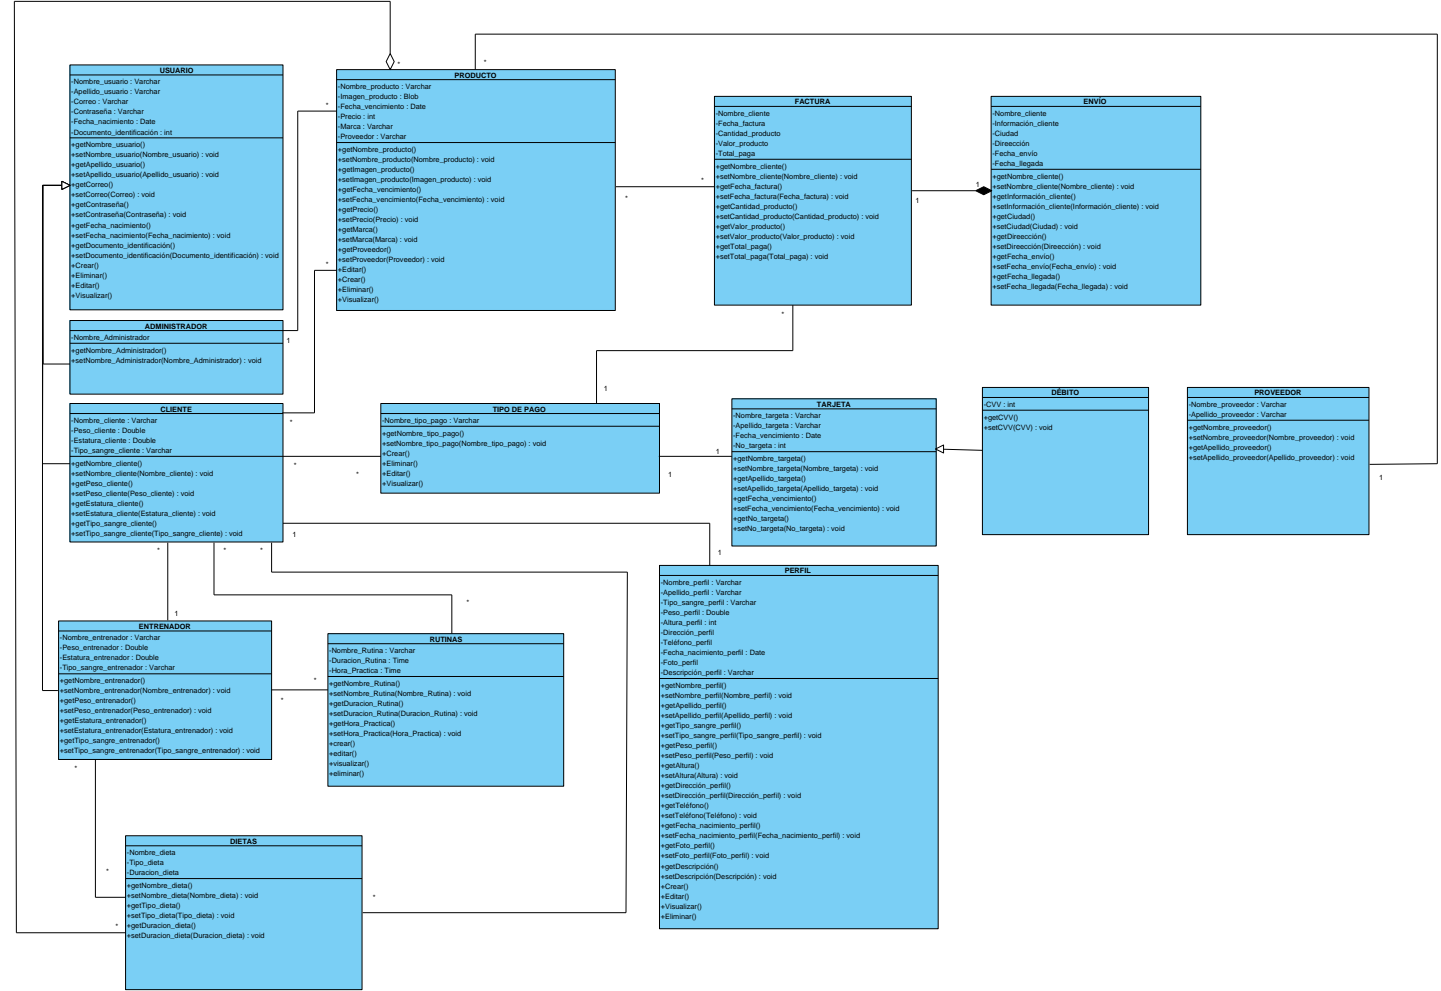 USUARIO
-Nombre_usuario : Varchar
-Apellido_usuario : Varchar
-Correo : Varchar
-Contraseña : Varchar
-Fecha_nacimiento : Date
-Documento_identificación : int
+getNombre_usuario()
+setNombre_usuario(Nombre_usuario) : void
+getApellido_usuario()
+setApellido_usuario(Apellido_usuario) : void
+getCorreo()
+setCorreo(Correo) : void
+getContraseña()
+setContraseña(Contraseña) : void
+getFecha_nacimiento()
+setFecha_nacimiento(Fecha_nacimiento) : void
+getDocumento_identificación()
+setDocumento_identificación(Documento_identificación) : void
+Crear()
+Eliminar()
+Editar()
+Visualizar()
PRODUCTO
-Nombre_producto : Varchar
-Imagen_producto : Blob
-Fecha_vencimiento : Date
-Precio : int
-Marca : Varchar
-Proveedor : Varchar
+getNombre_producto()
+setNombre_producto(Nombre_producto) : void
+getImagen_producto()
+setImagen_producto(Imagen_producto) : void
+getFecha_vencimiento()
+setFecha_vencimiento(Fecha_vencimiento) : void
+getPrecio()
+setPrecio(Precio) : void
+getMarca()
+setMarca(Marca) : void
+getProveedor()
+setProveedor(Proveedor) : void
+Editar()
+Crear()
+Eliminar()
+Visualizar()
FACTURA
-Nombre_cliente
-Fecha_factura
-Cantidad_producto
-Valor_producto
-Total_paga
+getNombre_cliente()
+setNombre_cliente(Nombre_cliente) : void
+getFecha_factura()
+setFecha_factura(Fecha_factura) : void
+getCantidad_producto()
+setCantidad_producto(Cantidad_producto) : void
+getValor_producto()
+setValor_producto(Valor_producto) : void
+getTotal_paga()
+setTotal_paga(Total_paga) : void
ENVÍO
-Nombre_cliente
-Información_cliente
-Ciudad
-Direección
-Fecha_envío
-Fecha_llegada
+getNombre_cliente()
+setNombre_cliente(Nombre_cliente) : void
+getInformación_cliente()
+setInformación_cliente(Información_cliente) : void
+getCiudad()
+setCiudad(Ciudad) : void
+getDireección()
+setDireección(Direección) : void
+getFecha_envío()
+setFecha_envío(Fecha_envío) : void
+getFecha_llegada()
+setFecha_llegada(Fecha_llegada) : void
* *
*
*
* *
1 1
*
1
1
ADMINISTRADOR
-Nombre_Administrador
+getNombre_Administrador()
+setNombre_Administrador(Nombre_Administrador) : void
CLIENTE
-Nombre_cliente : Varchar
-Peso_cliente : Double
-Estatura_cliente : Double
-Tipo_sangre_cliente : Varchar
+getNombre_cliente()
+setNombre_cliente(Nombre_cliente) : void
+getPeso_cliente()
+setPeso_cliente(Peso_cliente) : void
+getEstatura_cliente()
+setEstatura_cliente(Estatura_cliente) : void
+getTipo_sangre_cliente()
+setTipo_sangre_cliente(Tipo_sangre_cliente) : void
TIPO DE PAGO
-Nombre_tipo_pago : Varchar
+getNombre_tipo_pago()
+setNombre_tipo_pago(Nombre_tipo_pago) : void
+Crear()
+Eliminar()
+Editar()
+Visualizar()
TARJETA
-Nombre_targeta : Varchar
-Apellido_targeta : Varchar
-Fecha_vencimiento : Date
-No_targeta : int
+getNombre_targeta()
+setNombre_targeta(Nombre_targeta) : void
+getApellido_targeta()
+setApellido_targeta(Apellido_targeta) : void
+getFecha_vencimiento()
+setFecha_vencimiento(Fecha_vencimiento) : void
+getNo_targeta()
+setNo_targeta(No_targeta) : void
DÉBITO
-CVV : int
+getCVV()
+setCVV(CVV) : void
PROVEEDOR
-Nombre_proveedor : Varchar
-Apellido_proveedor : Varchar
+getNombre_proveedor()
+setNombre_proveedor(Nombre_proveedor) : void
+getApellido_proveedor()
+setApellido_proveedor(Apellido_proveedor) : void
*
* *
1 1
1
1
1
* * *
1
*
ENTRENADOR
-Nombre_entrenador : Varchar
-Peso_entrenador : Double
-Estatura_entrenador : Double
-Tipo_sangre_entrenador : Varchar
+getNombre_entrenador()
+setNombre_entrenador(Nombre_entrenador) : void
+getPeso_entrenador()
+setPeso_entrenador(Peso_entrenador) : void
+getEstatura_entrenador()
+setEstatura_entrenador(Estatura_entrenador) : void
+getTipo_sangre_entrenador()
+setTipo_sangre_entrenador(Tipo_sangre_entrenador) : void
RUTINAS
-Nombre_Rutina : Varchar
-Duracion_Rutina : Time
-Hora_Practica : Time
+getNombre_Rutina()
+setNombre_Rutina(Nombre_Rutina) : void
+getDuracion_Rutina()
+setDuracion_Rutina(Duracion_Rutina) : void
+getHora_Practica()
+setHora_Practica(Hora_Practica) : void
+crear()
+editar()
+visualizar()
+eliminar()
PERFIL
-Nombre_perfil : Varchar
-Apellido_perfil : Varchar
-Tipo_sangre_perfil : Varchar
-Peso_perfil : Double
-Altura_perfil : int
-Dirección_perfil
-Teléfono_perfil
-Fecha_nacimiento_perfil : Date
-Foto_perfil
-Descripción_perfil : Varchar
+getNombre_perfil()
+setNombre_perfil(Nombre_perfil) : void
+getApellido_perfil()
+setApellido_perfil(Apellido_perfil) : void
+getTipo_sangre_perfil()
+setTipo_sangre_perfil(Tipo_sangre_perfil) : void
+getPeso_perfil()
+setPeso_perfil(Peso_perfil) : void
+getAltura()
+setAltura(Altura) : void
+getDirección_perfil()
+setDirección_perfil(Dirección_perfil) : void
+getTeléfono()
+setTeléfono(Teléfono) : void
+getFecha_nacimiento_perfil()
+setFecha_nacimiento_perfil(Fecha_nacimiento_perfil) : void
+getFoto_perfil()
+setFoto_perfil(Foto_perfil) : void
+getDescripción()
+setDescripción(Descripción) : void
+Crear()
+Editar()
+Visualizar()
+Eliminar()
* *
*
* *
*
DIETAS
-Nombre_dieta
-Tipo_dieta
-Duracion_dieta
+getNombre_dieta()
+setNombre_dieta(Nombre_dieta) : void
+getTipo_dieta()
+setTipo_dieta(Tipo_dieta) : void
+getDuracion_dieta()
+setDuracion_dieta(Duracion_dieta) : void